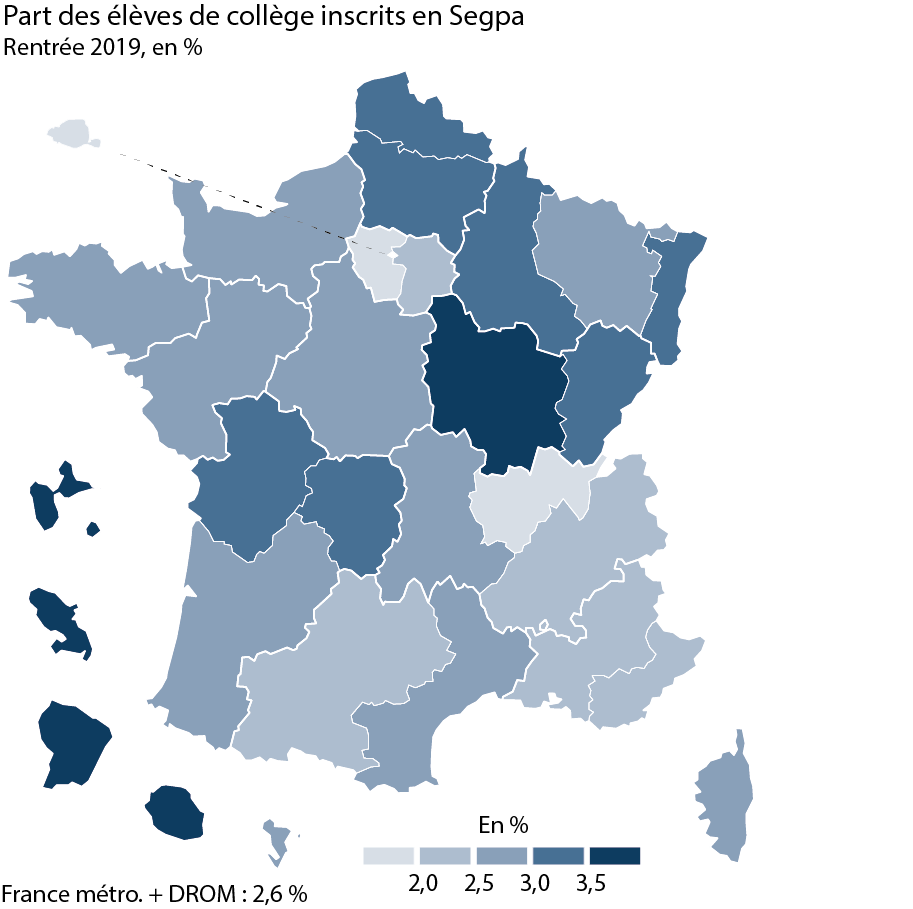 Part des élèves de collège inscrits en Segpa
Rentrée 2019, en %
En %
2,0 2,5 3,0 3,5
France métro. + DROM : 2,6 %